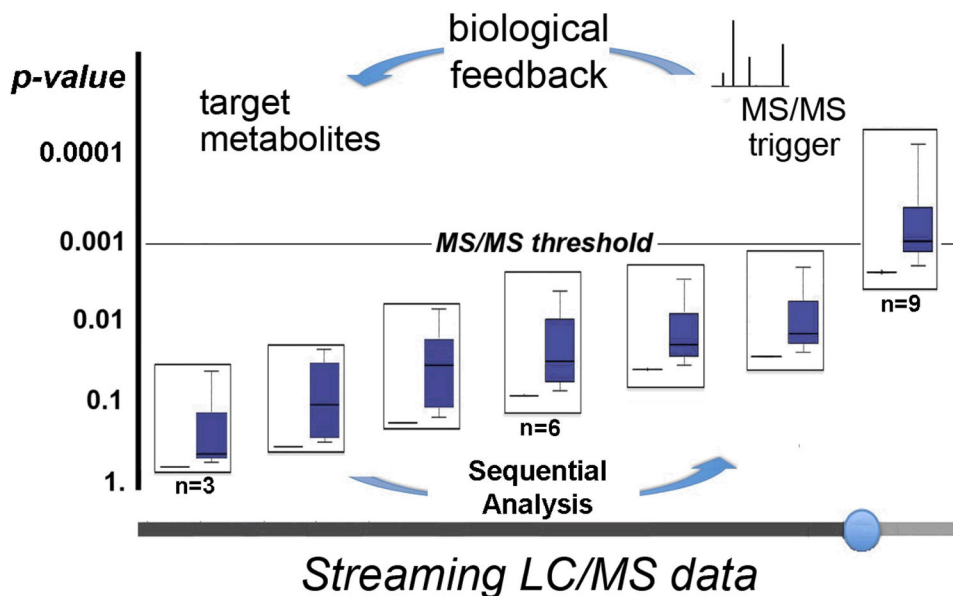 biological
feedback
p-value
target
metabolites
MS/MS
trigger
0.0001
0.001
MS/MS threshold
0.01
n=9
0.1
n=6
1.
n=3
Sequential
Analysis
Streaming LC/MS data